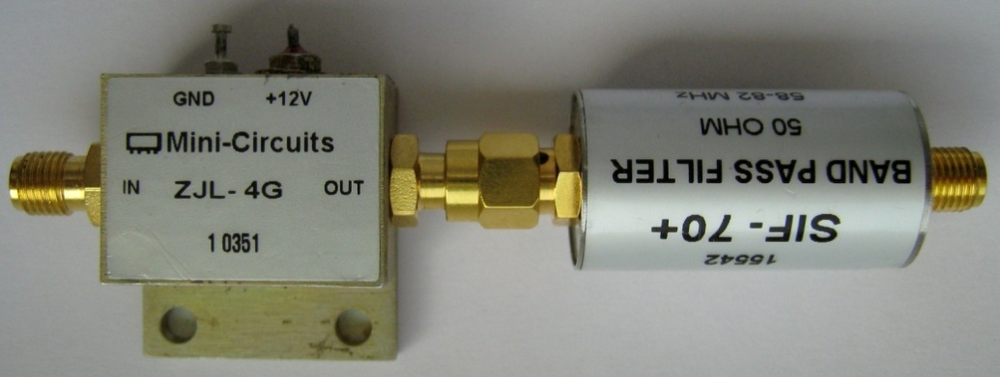 GND +12V
Mini-Circuits
IN ZJL-4G OUT
1 0351
15542
SIF-70+
BAND PASS FILTER
50 OHM
58-82 MHz